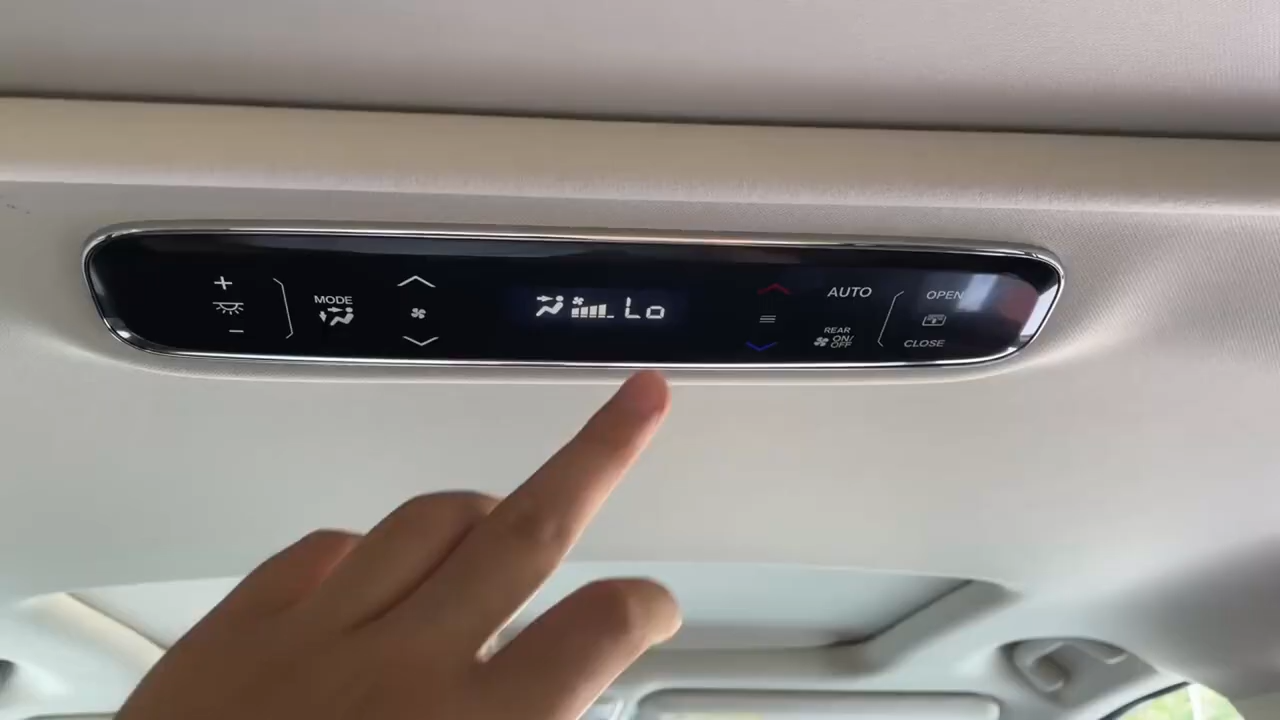 +
MODE
Lo
AUTO
REAR
ON/
OFF
OPEN
CLOSE
−